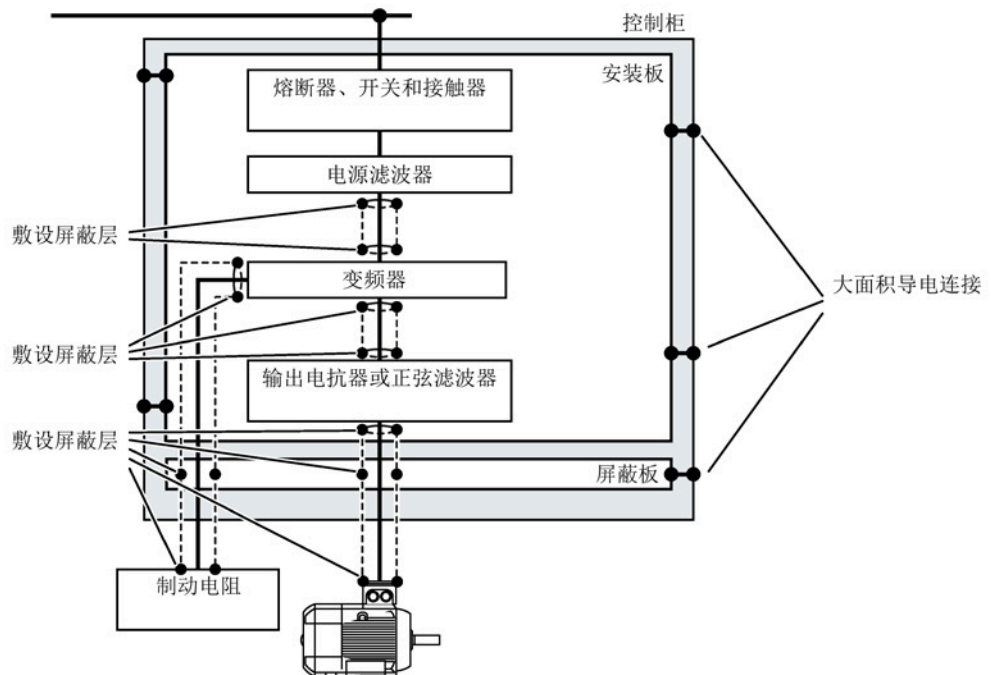 控制柜
安装板
熔断器、开关和接触器
电源滤波器
敷设屏蔽层
变频器
大面积导电连接
敷设屏蔽层
输出电抗器或正弦滤波器
敷设屏蔽层
屏蔽板
制动电阻